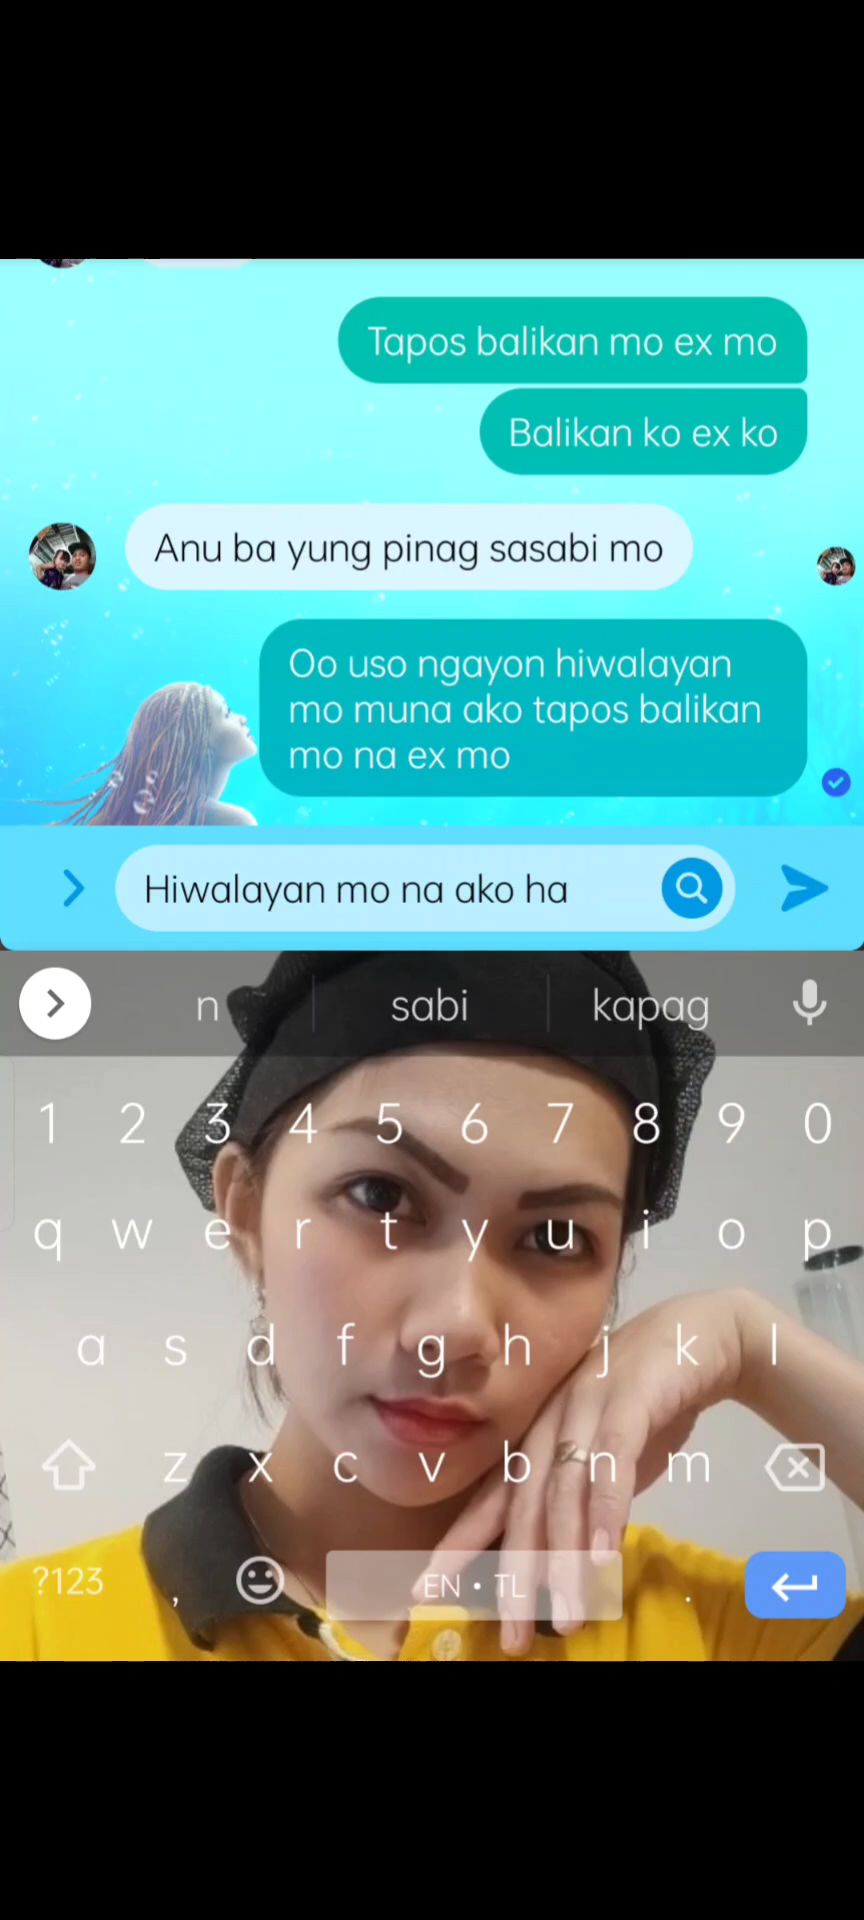 Tapos balikan mo ex mo
Balikan ko ex ko
Anu ba yung pinag sasabi mo
Oo uso ngayon hiwalayan
mo muna ako tapos balikan
mo na ex mo
Hiwalayan mo na ako ha
n sabi kapag
1 2 3 4 5 6 7 8 9 0
q w e r t y u i o p
a s d f g h j k l
z x c v b n m
?123 , EN • TL .